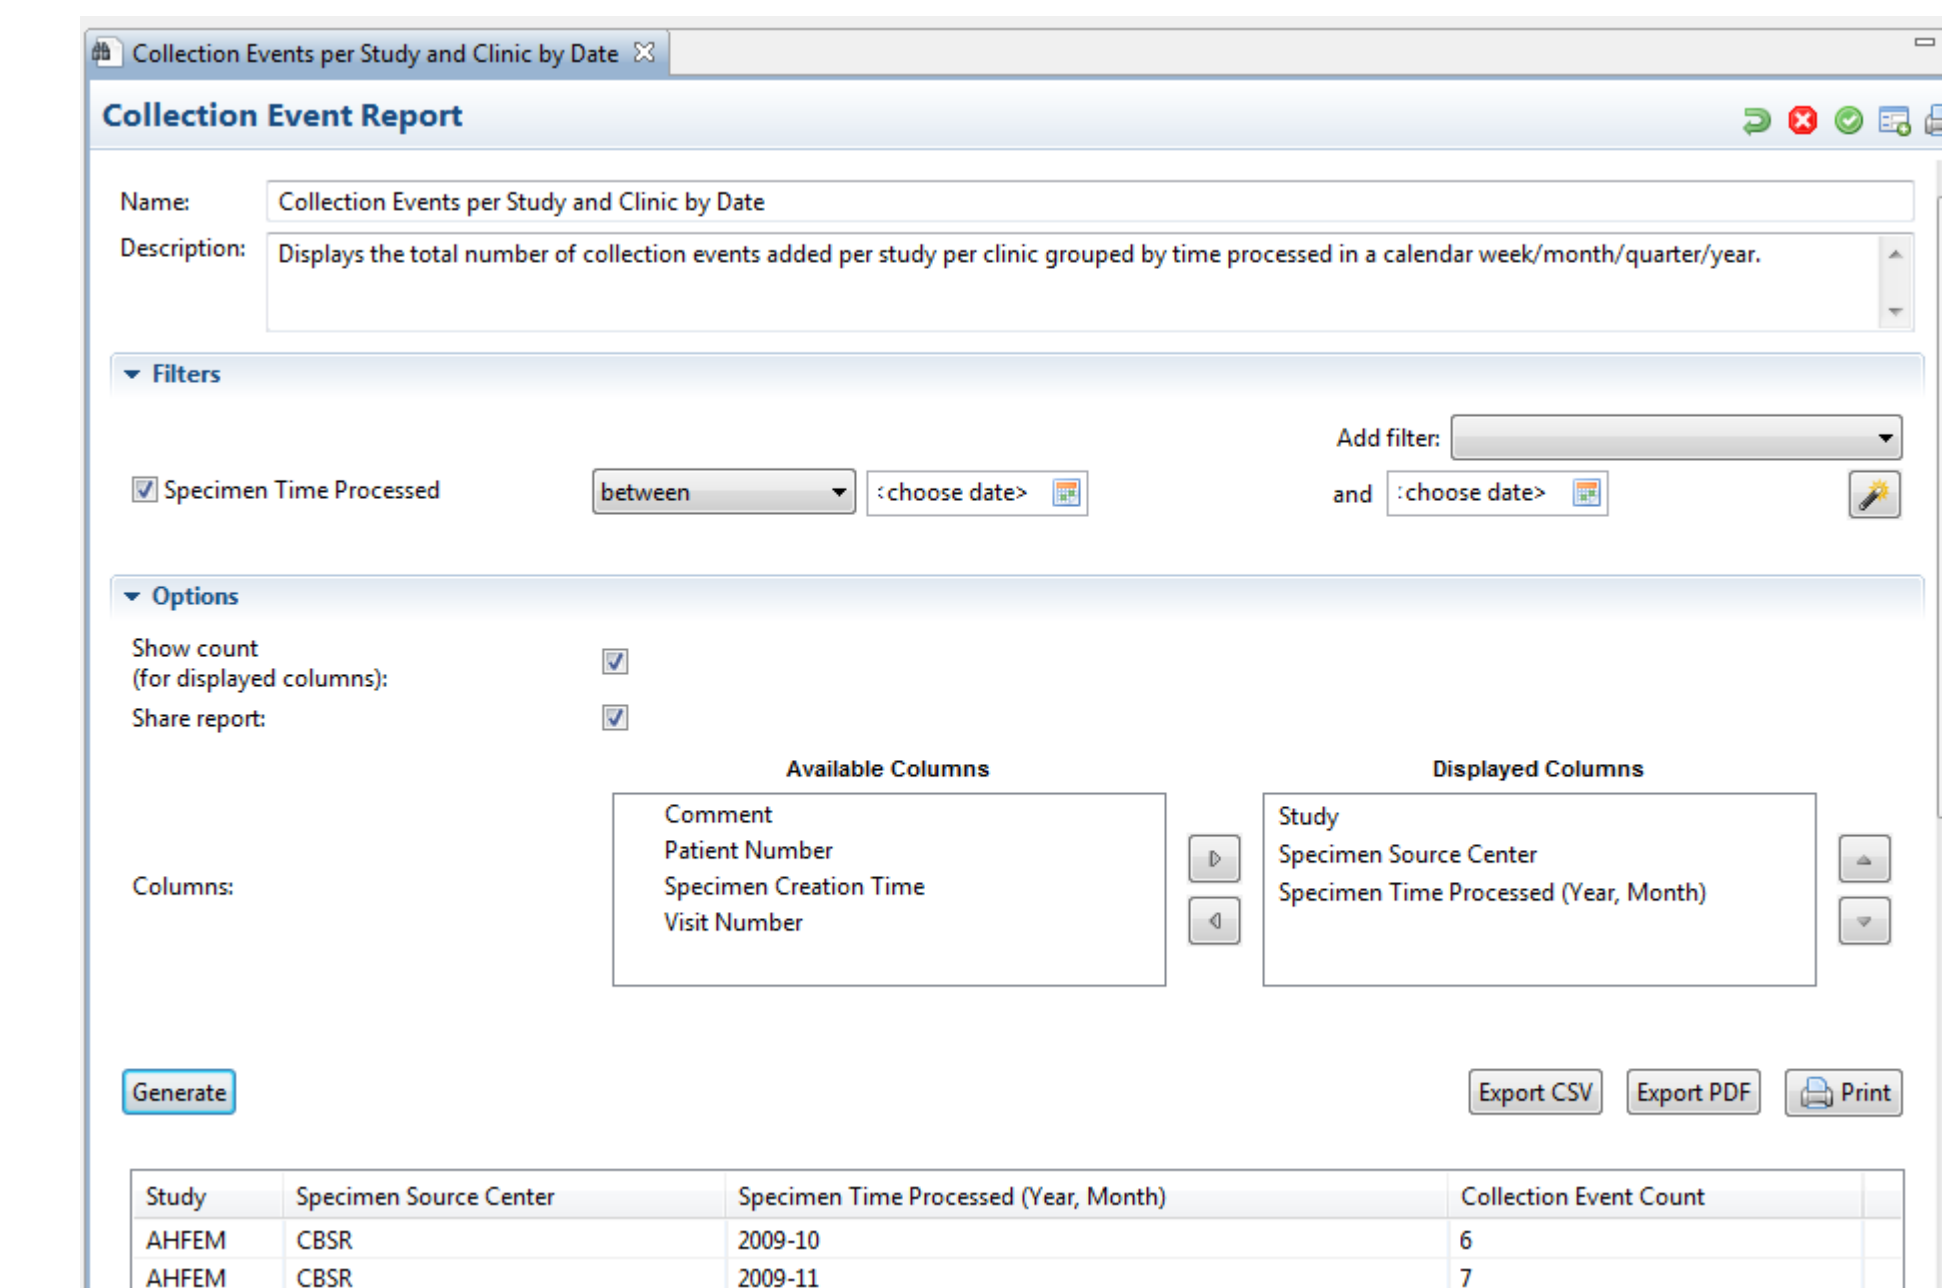 Collection Events per Study and Clinic by Date
Collection Event Report
Name: Collection Events per Study and Clinic by Date
Description: Displays the total number of collection events added per study per clinic grouped by time processed in a calendar week/month/quarter/year.
Filters
Add filter:
Specimen Time Processed between <choose date> and <choose date>
Options
Show count
(for displayed columns):
Share report:
Available Columns Displayed Columns
Columns:
Comment
Patient Number
Specimen Creation Time
Visit Number
Study
Specimen Source Center
Specimen Time Processed (Year, Month)
Generate Export CSV Export PDF Print
Study Specimen Source Center Specimen Time Processed (Year, Month) Collection Event Count
AHFEM CBSR 2009-10 6
AHFEM CBSR 2009-11 7